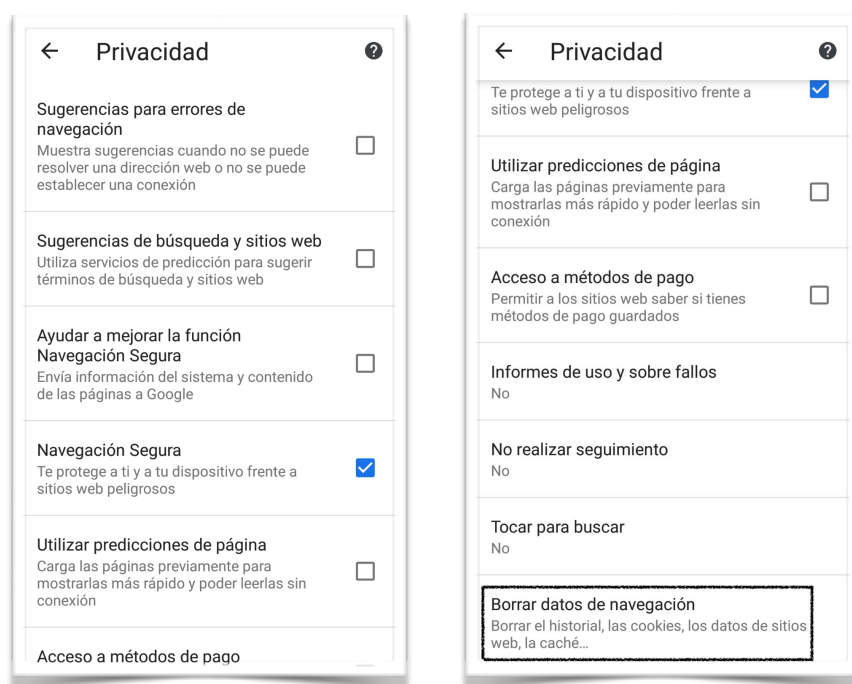 Privacidad
Sugerencias para errores de
navegación
Muestra sugerencias cuando no se puede
resolver una dirección web o no se puede
establecer una conexión
Sugerencias de búsqueda y sitios web
Utiliza servicios de predicción para sugerir
términos de búsqueda y sitios web
Ayudar a mejorar la función
Navegación Segura
Envía información del sistema y contenido
de las páginas a Google
Navegación Segura
Te protege a ti y a tu dispositivo frente a
sitios web peligrosos
Utilizar predicciones de página
Carga las páginas previamente para
mostrarlas más rápido y poder leerlas sin
conexión
Acceso a métodos de pago
Privacidad
Te protege a ti y a tu dispositivo frente a
sitios web peligrosos
Utilizar predicciones de página
Carga las páginas previamente para
mostrarlas más rápido y poder leerlas sin
conexión
Acceso a métodos de pago
Permitir a los sitios web saber si tienes
métodos de pago guardados
Informes de uso y sobre fallos
No
No realizar seguimiento
No
Tocar para buscar
No
Borrar datos de navegación
Borrar el historial, las cookies, los datos de sitios
web, la caché…